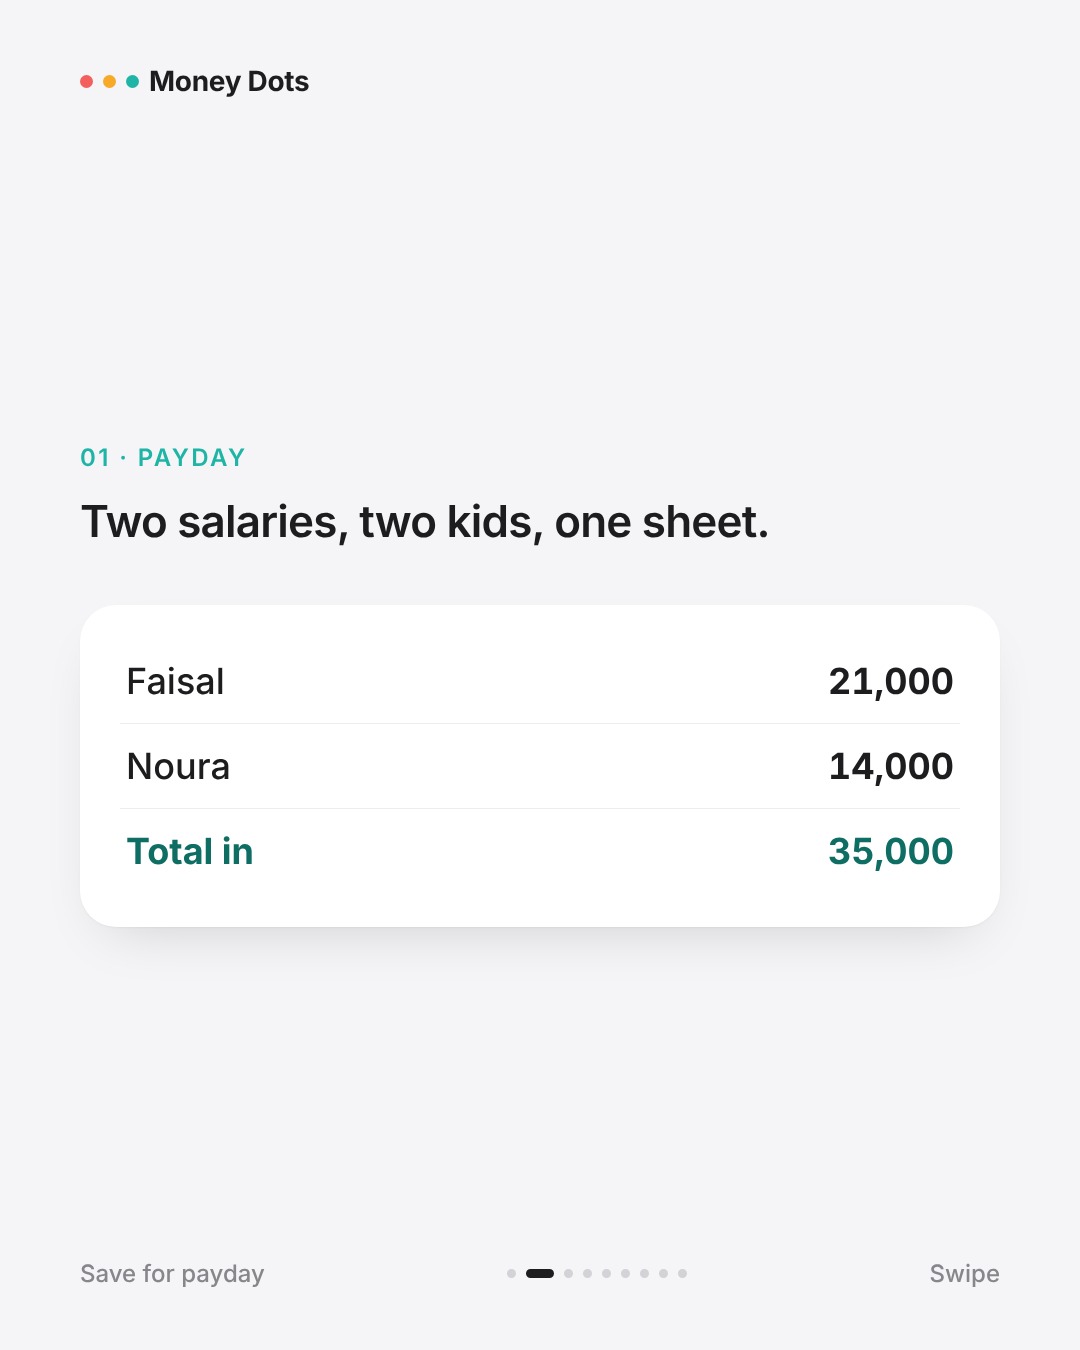 Money Dots
01 · PAYDAY
Two salaries, two kids, one sheet.
Faisal 21,000
Noura 14,000
Total in 35,000
Save for payday Swipe